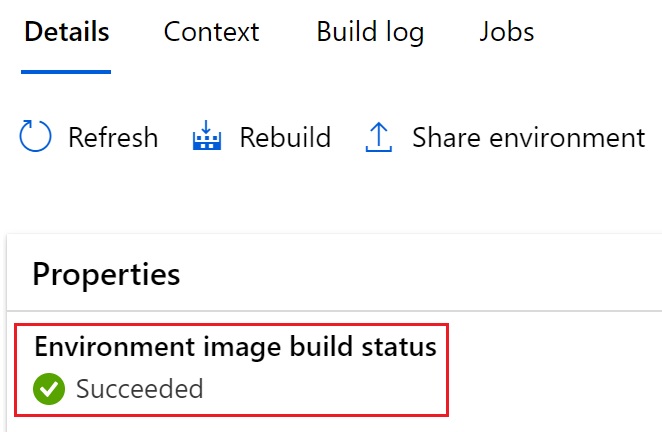 Details Context Build log Jobs
Refresh Rebuild Share environment
Properties
Environment image build status
Succeeded